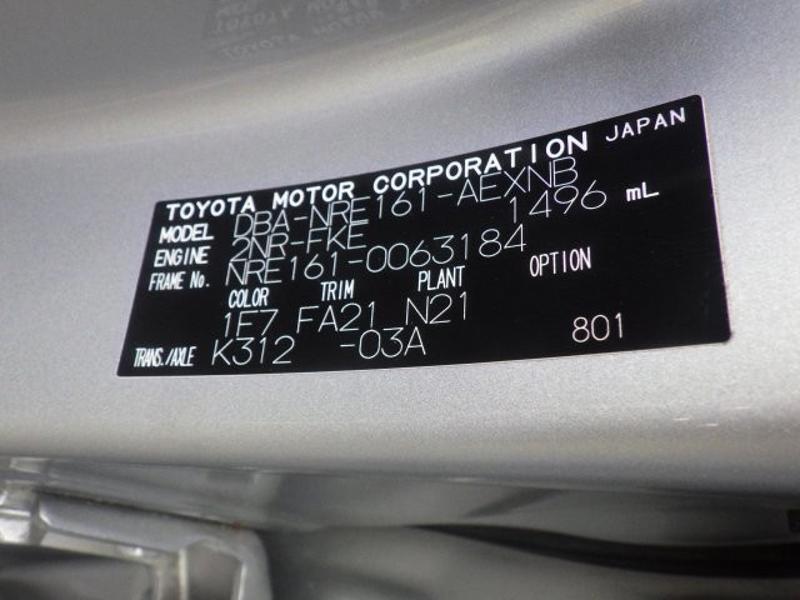 TOYOTA MOTOR CORPORATION JAPAN
MODEL DBA-NRE161-AEXNB
ENGINE 2NR-FKE 1496 mL
FRAME No. NRE161-0063184
COLOR TRIM PLANT OPTION
1F7 FA21 N21
TRANS./AXLE K312 -03A 801